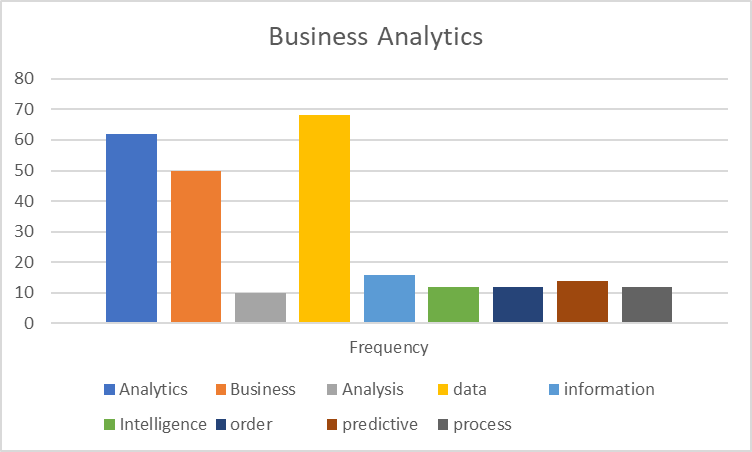 Business Analytics
80
70
60
50
40
30
20
10
0
Frequency
Analytics Business Analysis data information
Intelligence order predictive process